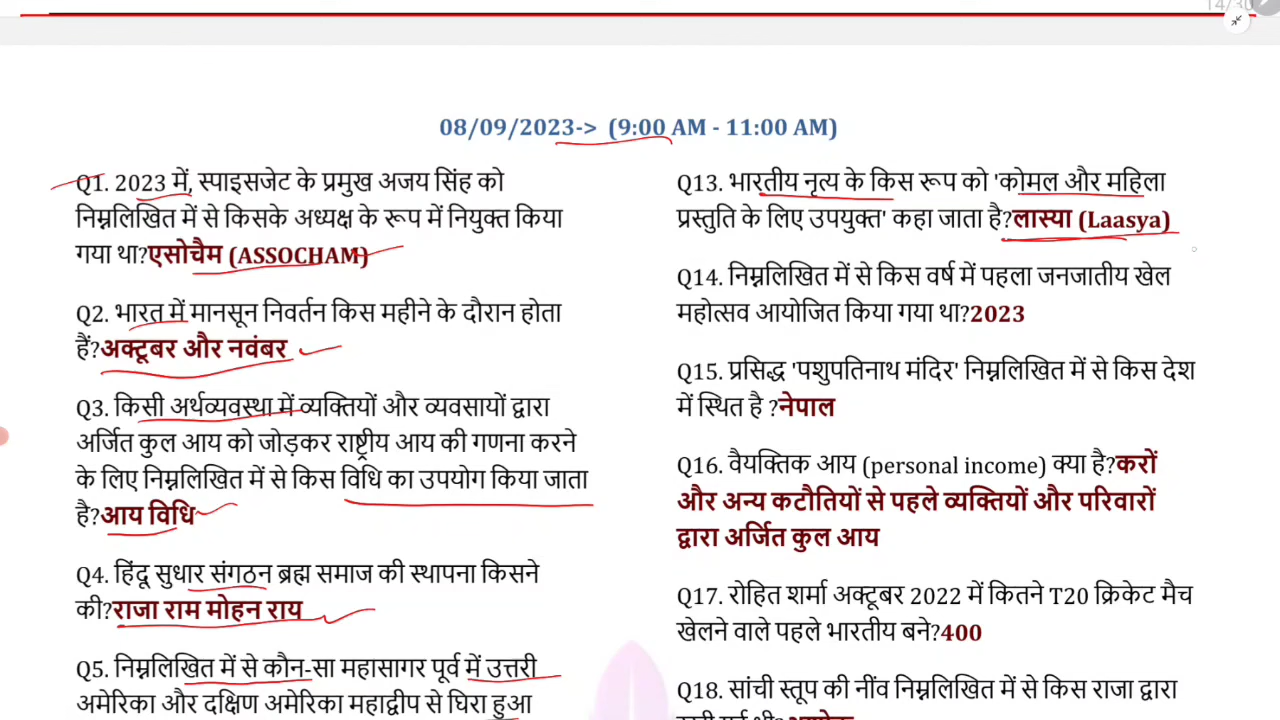 14/30
08/09/2023-> (9:00 AM - 11:00 AM)
Q1. 2023 में, स्पाइसजेट के प्रमुख अजय सिंह को
निम्नलिखित में से किसके अध्यक्ष के रूप में नियुक्त किया
गया था?एसोचैम (ASSOCHAM)
Q2. भारत में मानसून निवर्तन किस महीने के दौरान होता
हैं?अक्टूबर और नवंबर
Q3. किसी अर्थव्यवस्था में व्यक्तियों और व्यवसायों द्वारा
अर्जित कुल आय को जोड़कर राष्ट्रीय आय की गणना करने
के लिए निम्नलिखित में से किस विधि का उपयोग किया जाता
है?आय विधि
Q4. हिंदू सुधार संगठन ब्रह्म समाज की स्थापना किसने
की?राजा राम मोहन राय
Q5. निम्नलिखित में से कौन-सा महासागर पूर्व में उत्तरी
अमेरिका और दक्षिण अमेरिका महाद्वीप से घिरा हुआ
Q13. भारतीय नृत्य के किस रूप को 'कोमल और महिला
प्रस्तुति के लिए उपयुक्त' कहा जाता है?लास्या (Laasya)
Q14. निम्नलिखित में से किस वर्ष में पहला जनजातीय खेल
महोत्सव आयोजित किया गया था?2023
Q15. प्रसिद्ध 'पशुपतिनाथ मंदिर' निम्नलिखित में से किस देश
में स्थित है ?नेपाल
Q16. वैयक्तिक आय (personal income) क्या है?करों
और अन्य कटौतियों से पहले व्यक्तियों और परिवारों
द्वारा अर्जित कुल आय
Q17. रोहित शर्मा अक्टूबर 2022 में कितने T20 क्रिकेट मैच
खेलने वाले पहले भारतीय बने?400
Q18. सांची स्तूप की नींव निम्नलिखित में से किस राजा द्वारा